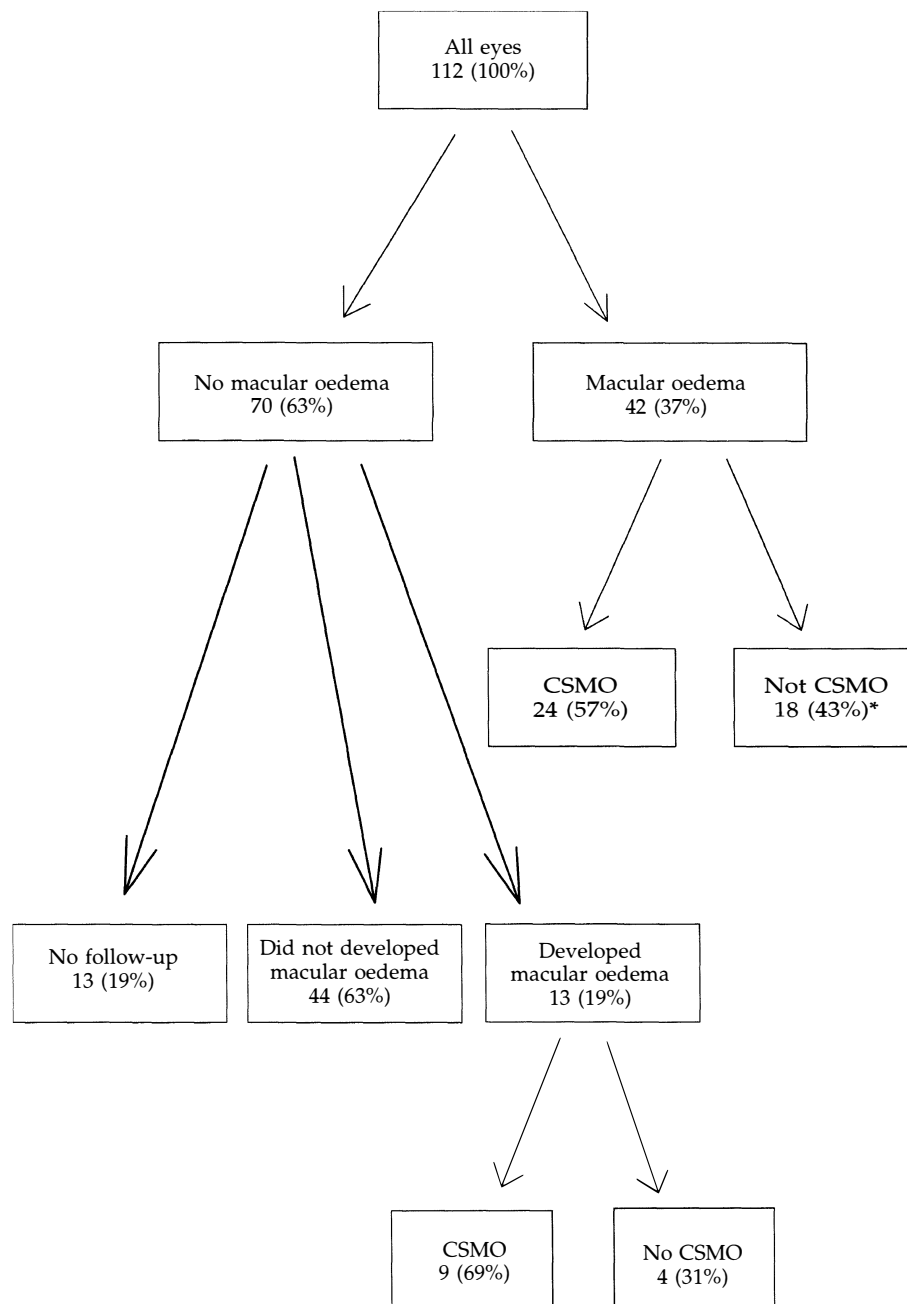 All eyes
112 (100%)
No macular oedema
70 (63%)
Macular oedema
42 (37%)
CSMO
24 (57%)
Not CSMO
18 (43%)*
No follow-up
13 (19%)
Did not developed
macular oedema
44 (63%)
Developed
macular oedema
13 (19%)
CSMO
9 (69%)
No CSMO
4 (31%)